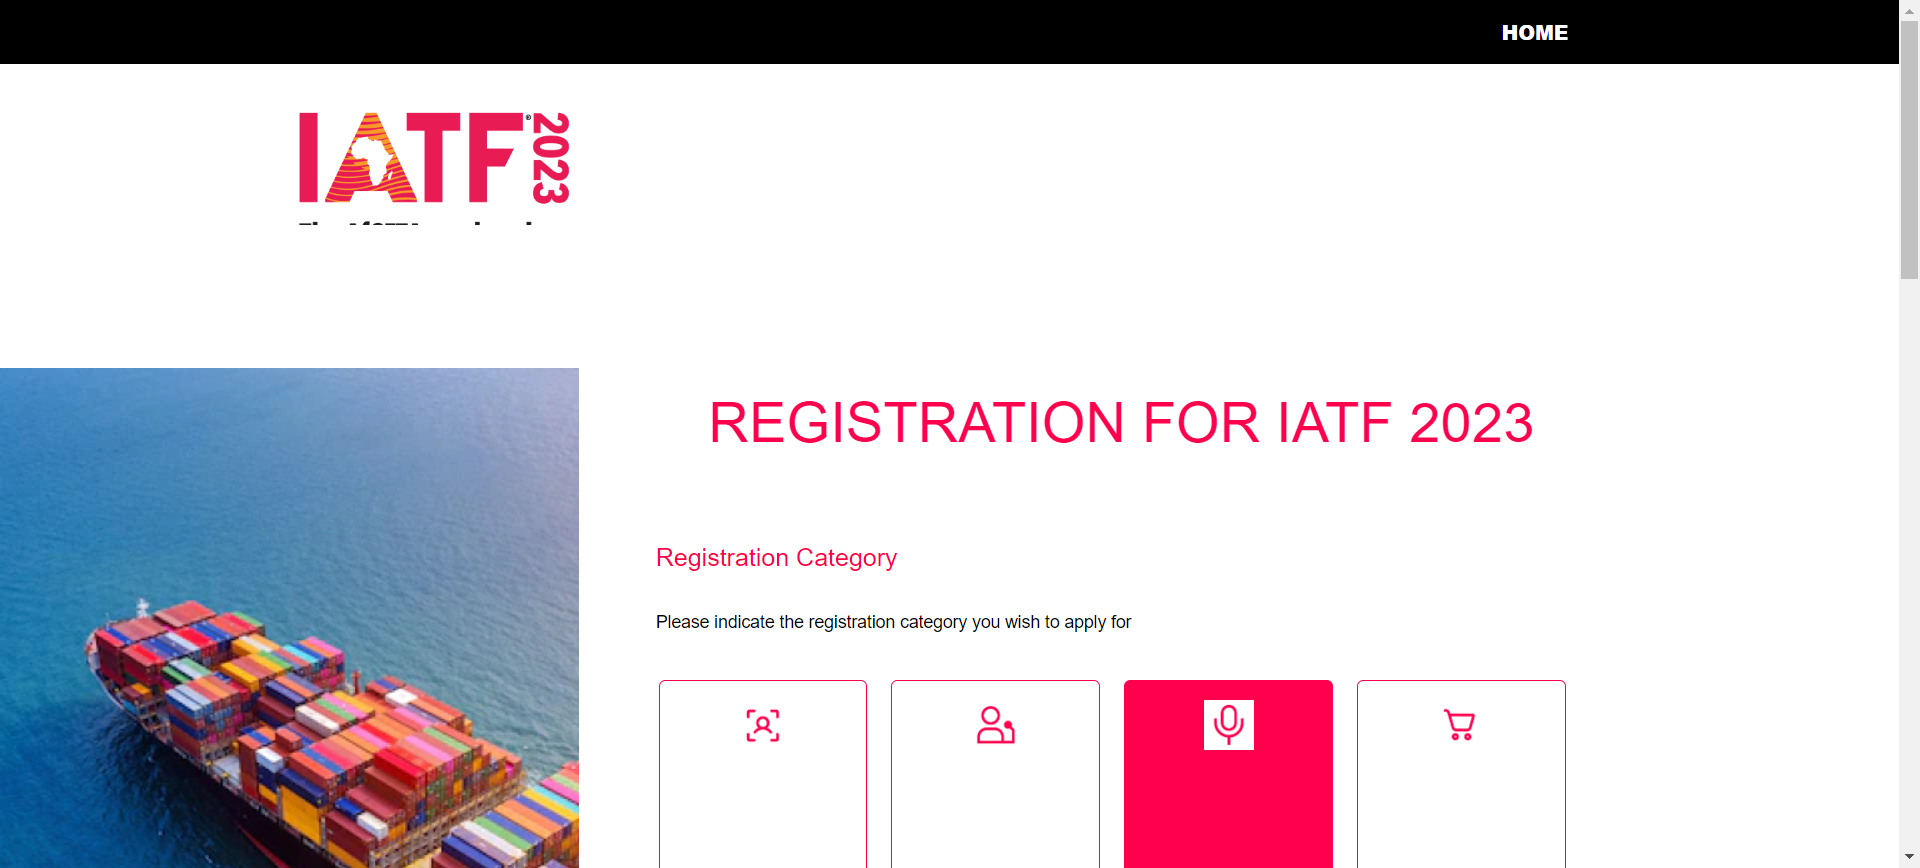 HOME
IATF® 2023
REGISTRATION FOR IATF 2023
Registration Category
Please indicate the registration category you wish to apply for